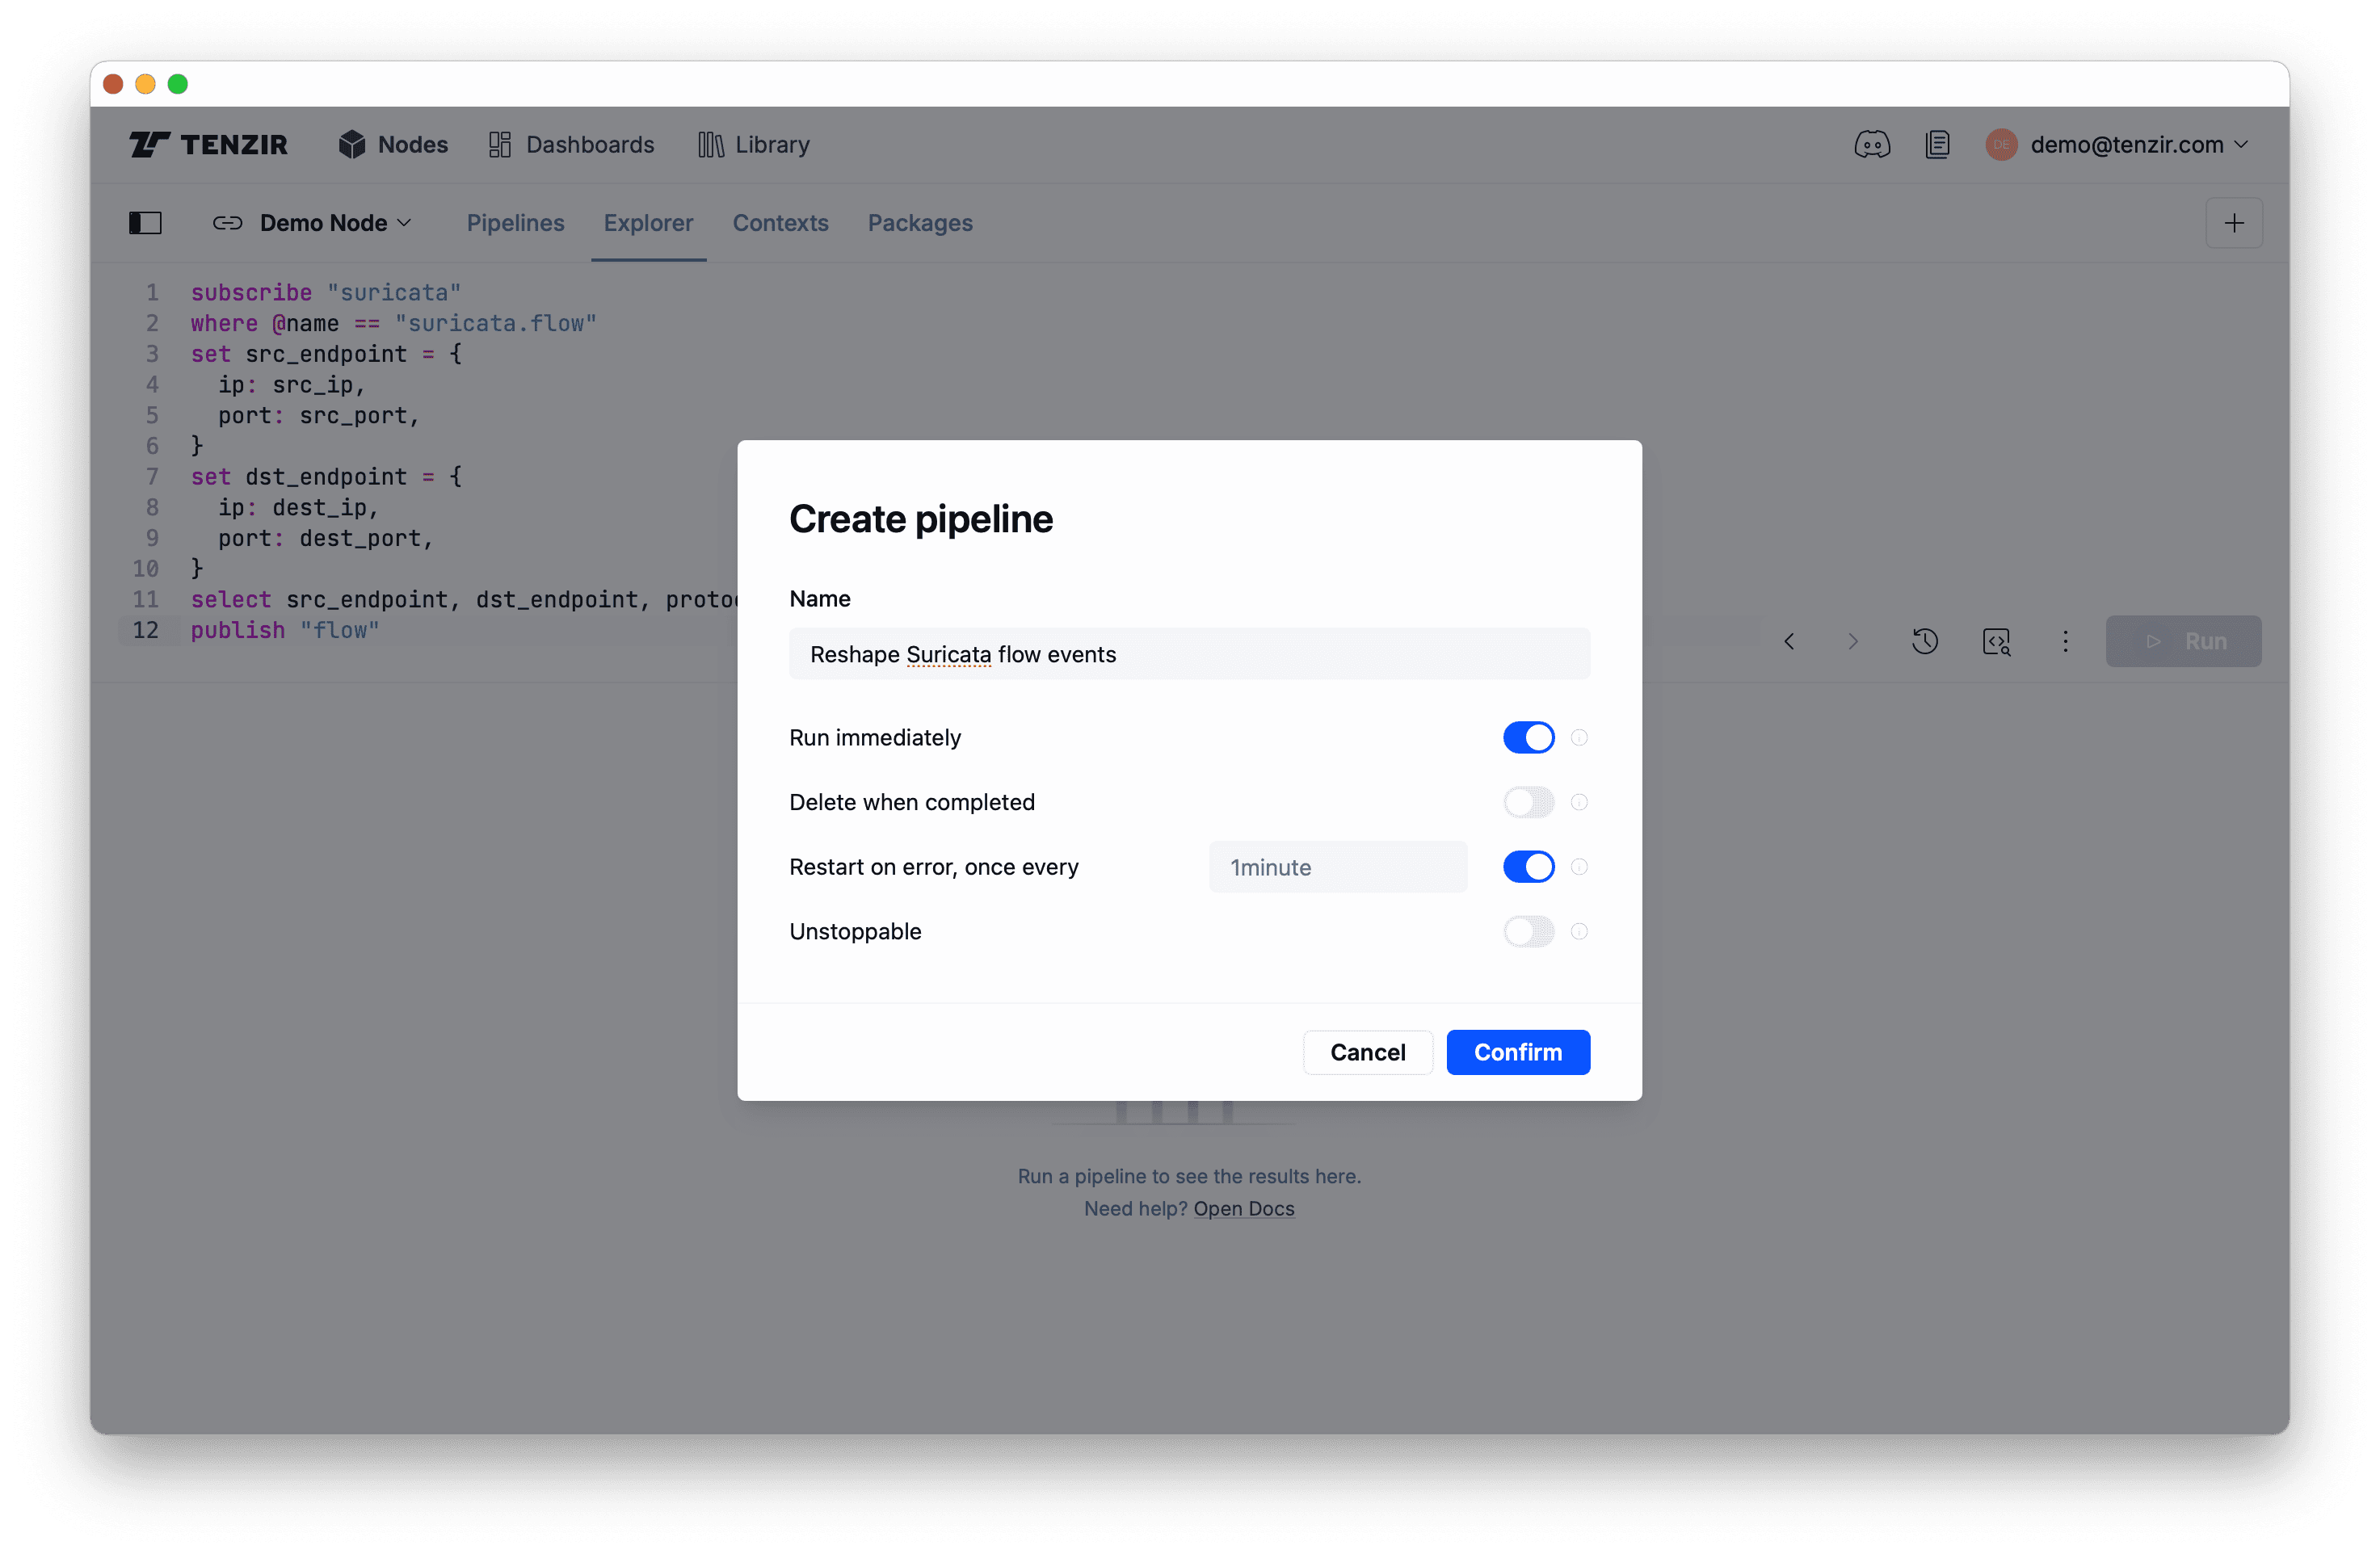 TENZIR Nodes Dashboards Library DE demo@tenzir.com
Demo Node Pipelines Explorer Contexts Packages
1 subscribe "suricata"
2 where @name == "suricata.flow"
3 set src_endpoint = {
4 ip: src_ip,
5 port: src_port,
6 }
7 set dst_endpoint = {
8 ip: dest_ip,
9 port: dest_port,
10 }
11 select src_endpoint, dst_endpoint,
12 publish "flow"
Run
Create pipeline
Name
Reshape Suricata flow events
Run immediately
Delete when completed
Restart on error, once every 1minute
Unstoppable
Cancel Confirm
Run a pipeline to see the results here.
Need help? Open Docs